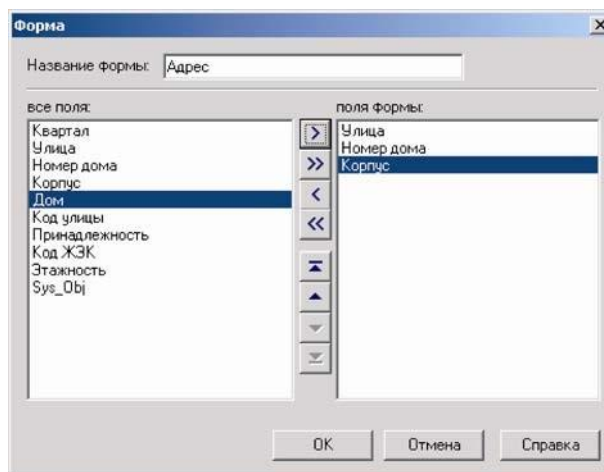 Форма
Название формы: Адрес
все поля:
Квартал
Улица
Номер дома
Корпус
Дом
Код улицы
Принадлежность
Код ЖЭК
Этажность
Sys_Obj
>
>>
<
<<
поля формы:
Улица
Номер дома
Корпус
OK
Отмена
Справка